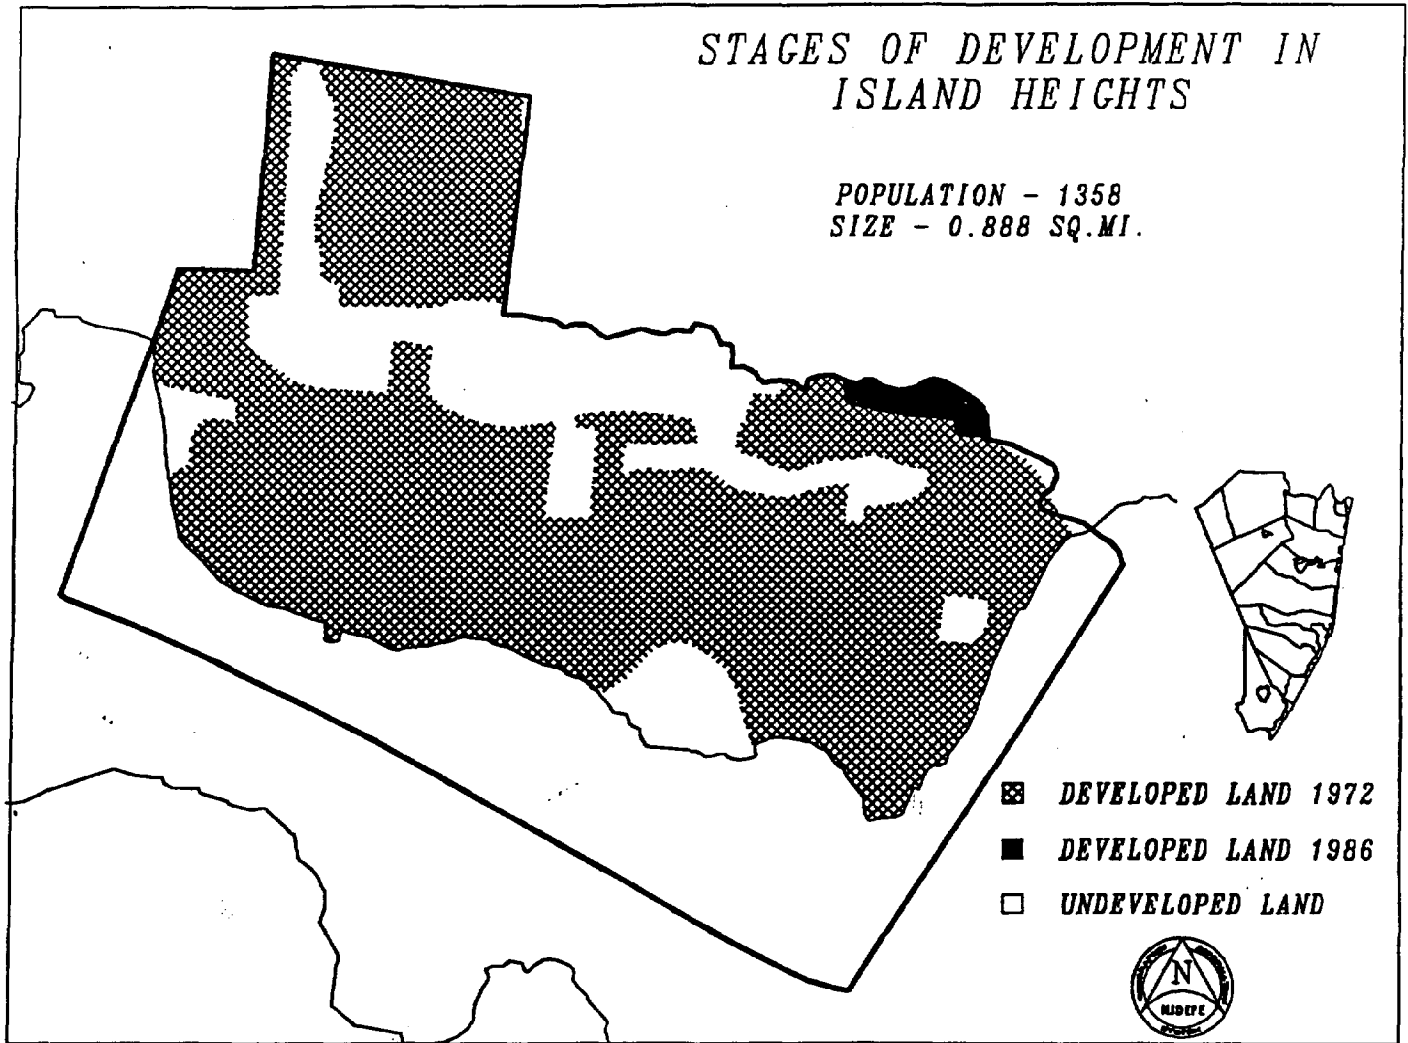 STAGES OF DEVELOPMENT IN
ISLAND HEIGHTS
POPULATION - 1358
SIZE - 0.888 SQ.MI.
DEVELOPED LAND 1972
DEVELOPED LAND 1986
UNDEVELOPED LAND
N
NJDEPE